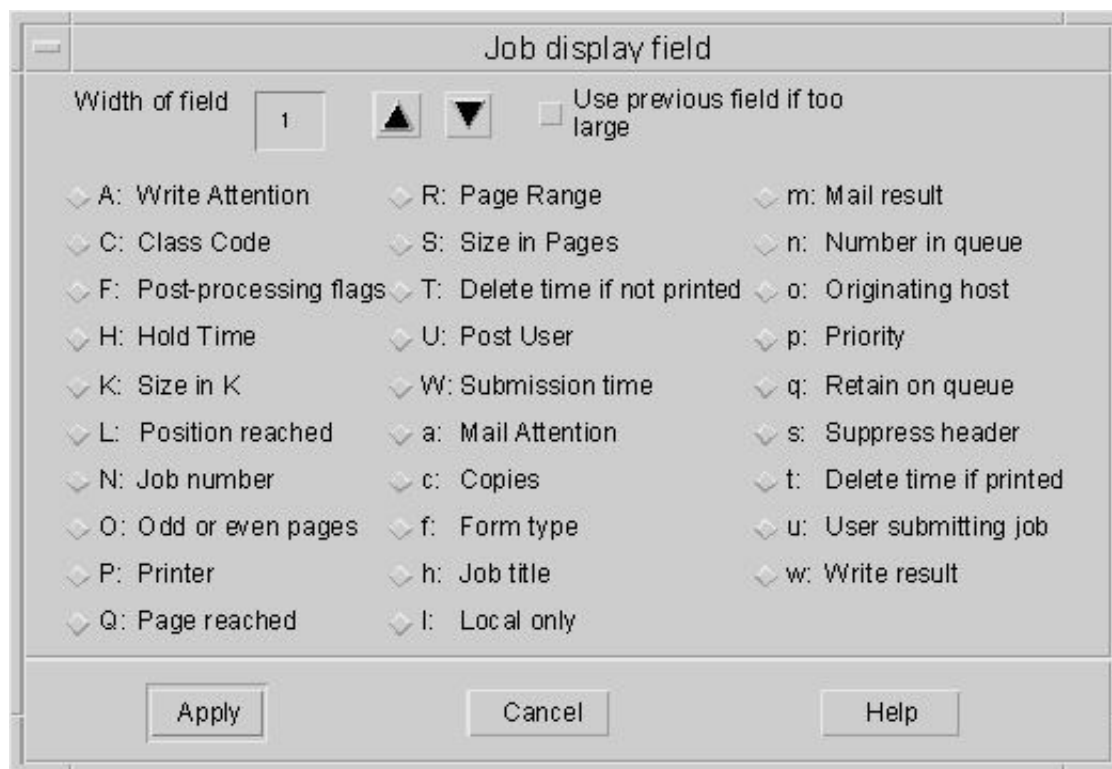 Job display field
Width of field
1
Use previous field if too
large
A: Write Attention
C: Class Code
F: Post-processing flags
H: Hold Time
K: Size in K
L: Position reached
N: Job number
O: Odd or even pages
P: Printer
Q: Page reached
R: Page Range
S: Size in Pages
T: Delete time if not printed
U: Post User
W: Submission time
a: Mail Attention
c: Copies
f: Form type
h: Job title
l: Local only
m: Mail result
n: Number in queue
o: Originating host
p: Priority
q: Retain on queue
s: Suppress header
t: Delete time if printed
u: User submitting job
w: Write result
Apply
Cancel
Help